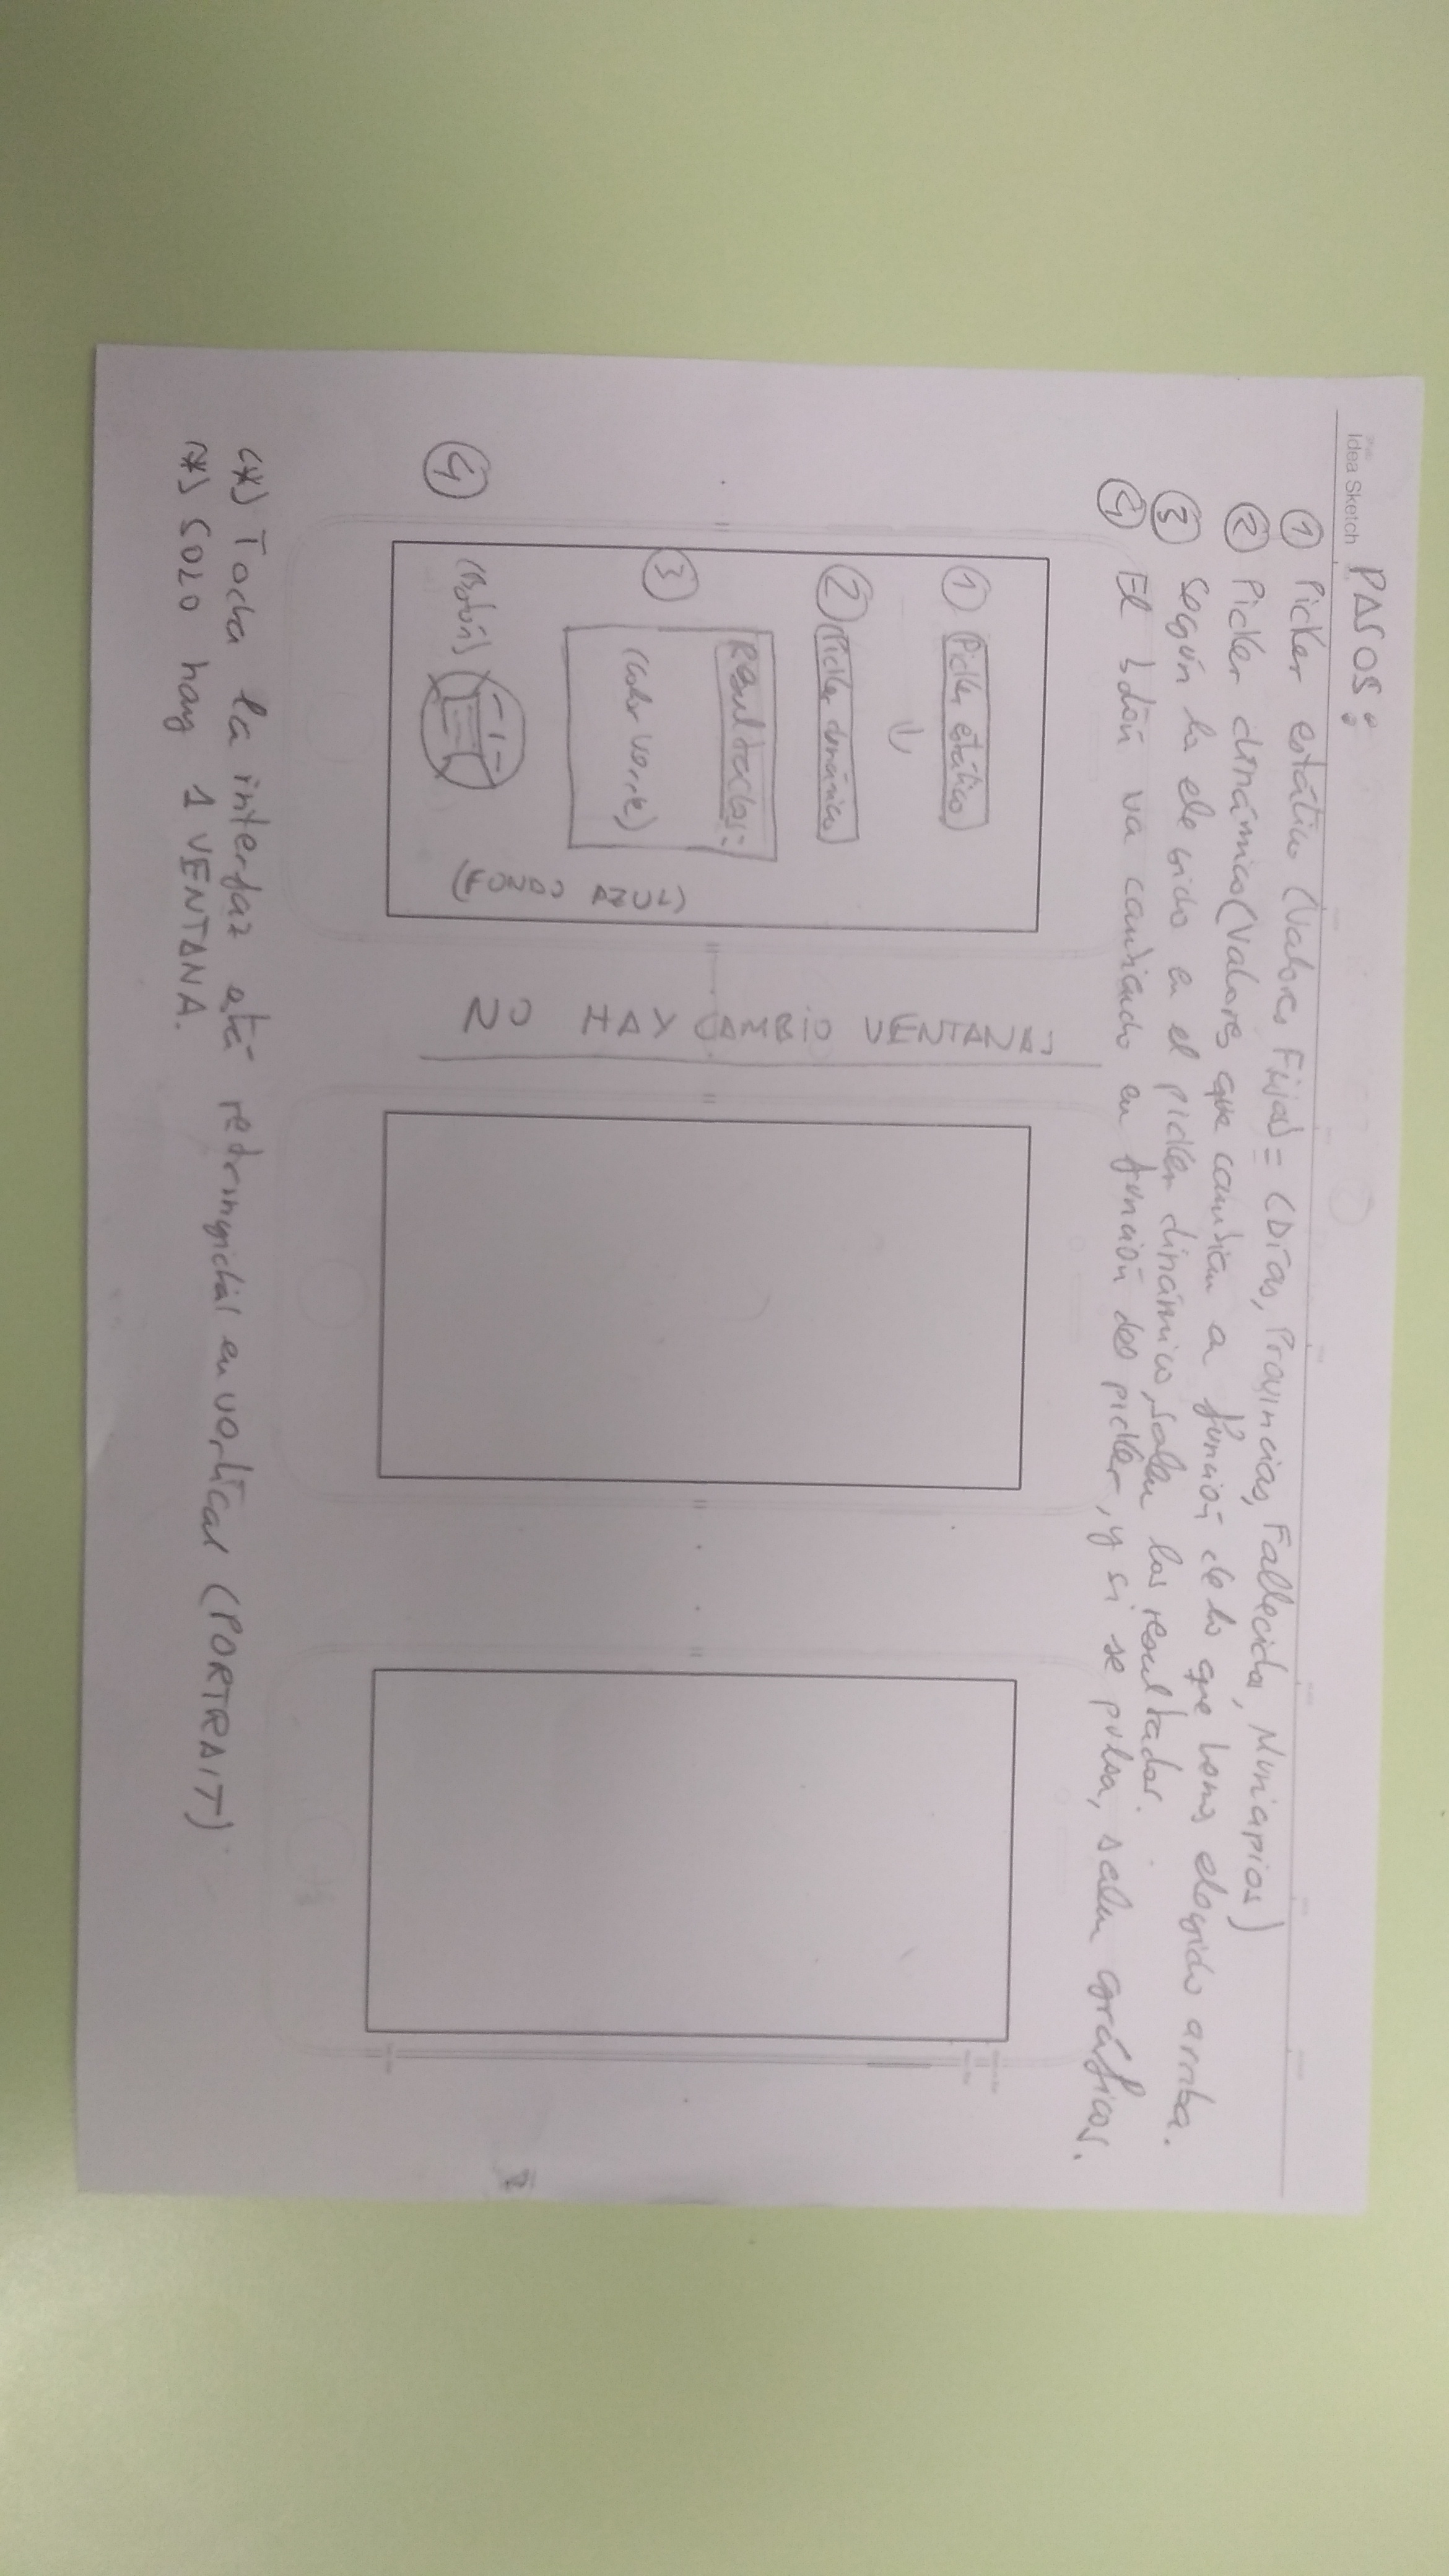 Idea Sketch
PASOS:
① Picker estático (Valores Fijos) = (Días, Provincias, Fallecidos, Municipios)
② Picker dinámico (Valores que cambian a función de lo que hemos elegido arriba.
③ Según lo elegido en el picker dinámico, salen los resultados.
④ El botón va cambiando en función del picker, y si se pulsa, salen gráficos.
① Picker estático
② Picker dinámico
③ Resultados:
(Color verde)
④ (Botón)
(FONDO AZUL)
NO HAY CAMBIO VENTANAS
(*) Toda la interfaz está restringida en vertical (PORTRAIT)
(*) SOLO hay 1 VENTANA.